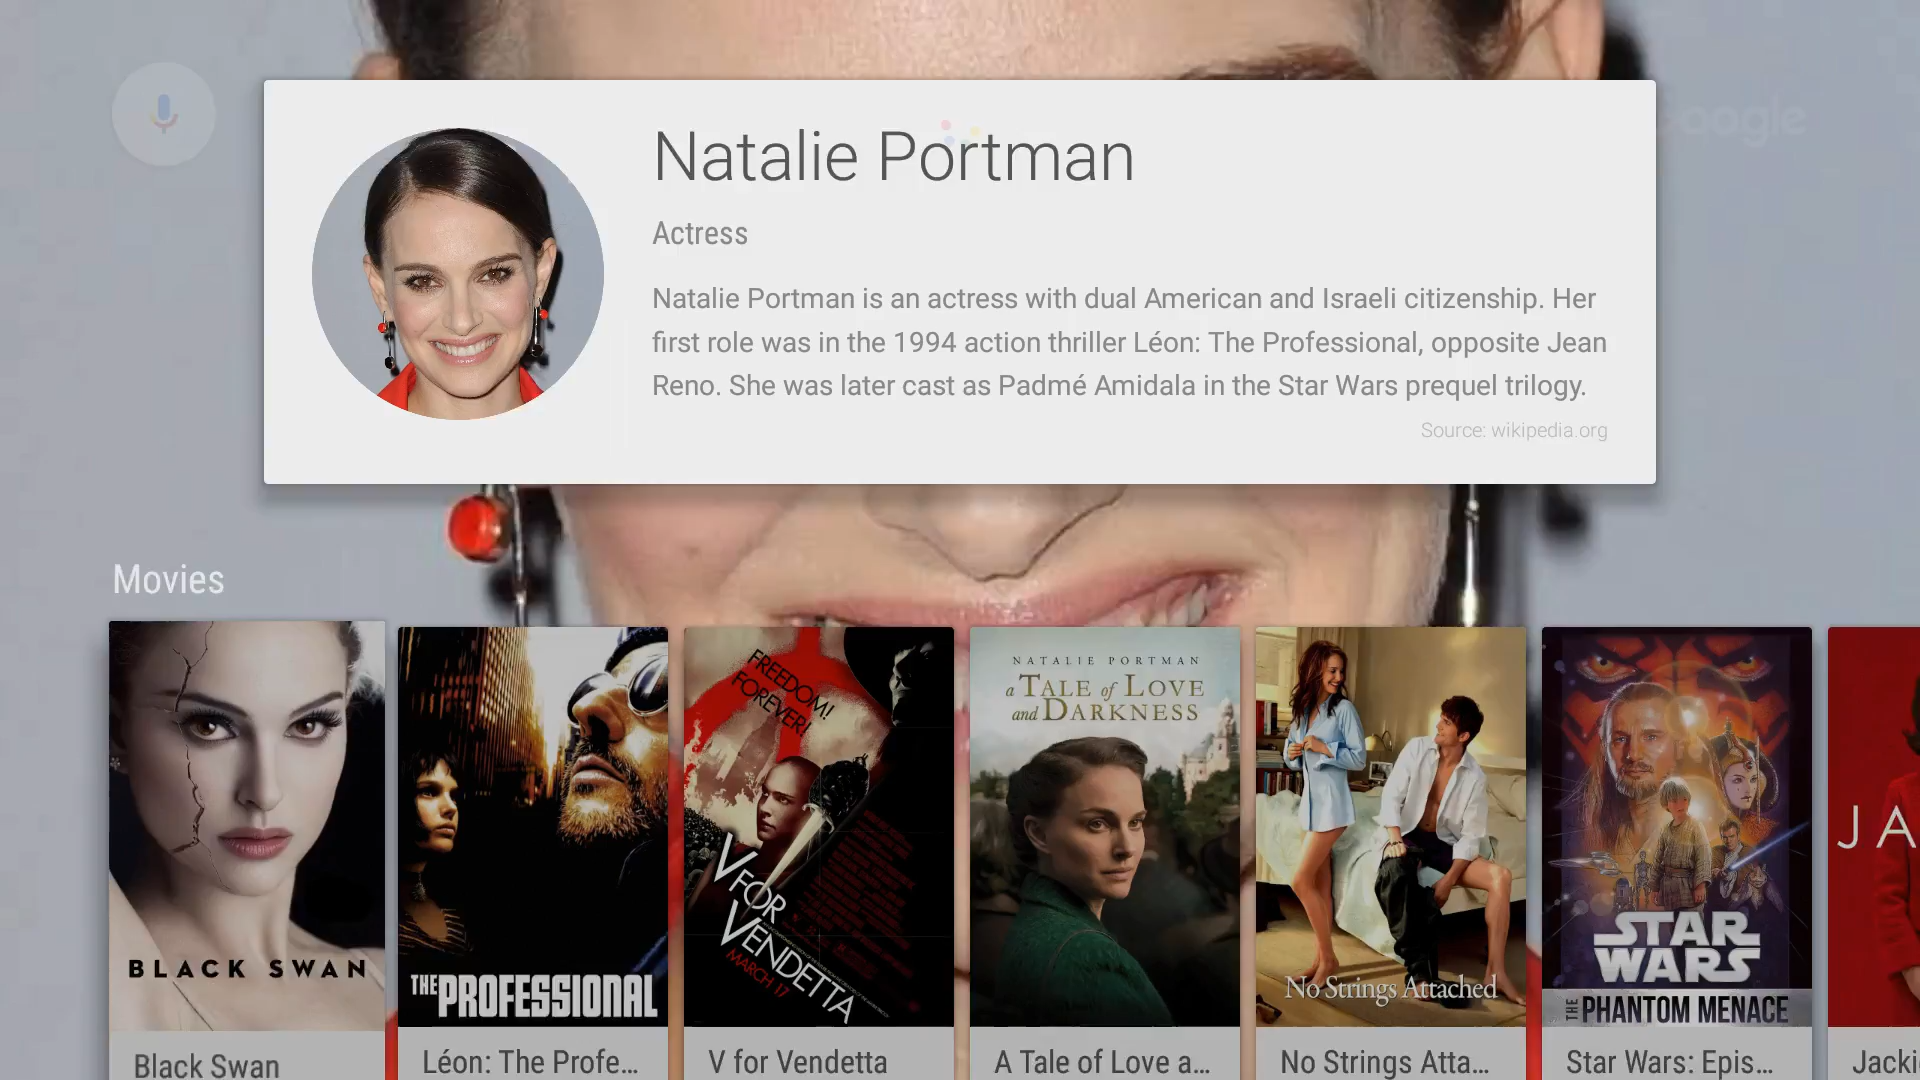 Google
Natalie Portman
Actress
Natalie Portman is an actress with dual American and Israeli citizenship. Her
first role was in the 1994 action thriller Léon: The Professional, opposite Jean
Reno. She was later cast as Padmé Amidala in the Star Wars prequel trilogy.
Source: wikipedia.org
Movies
BLACK SWAN
THE PROFESSIONAL
FREEDOM!
FOREVER!
V FOR
VENDETTA
MARCH 17
NATALIE PORTMAN
a TALE of LOVE
and DARKNESS
No Strings Attached
STAR
WARS
THE PHANTOM MENACE
JA
Black Swan
Léon: The Profe...
V for Vendetta
A Tale of Love a...
No Strings Atta...
Star Wars: Epis...
Jacki